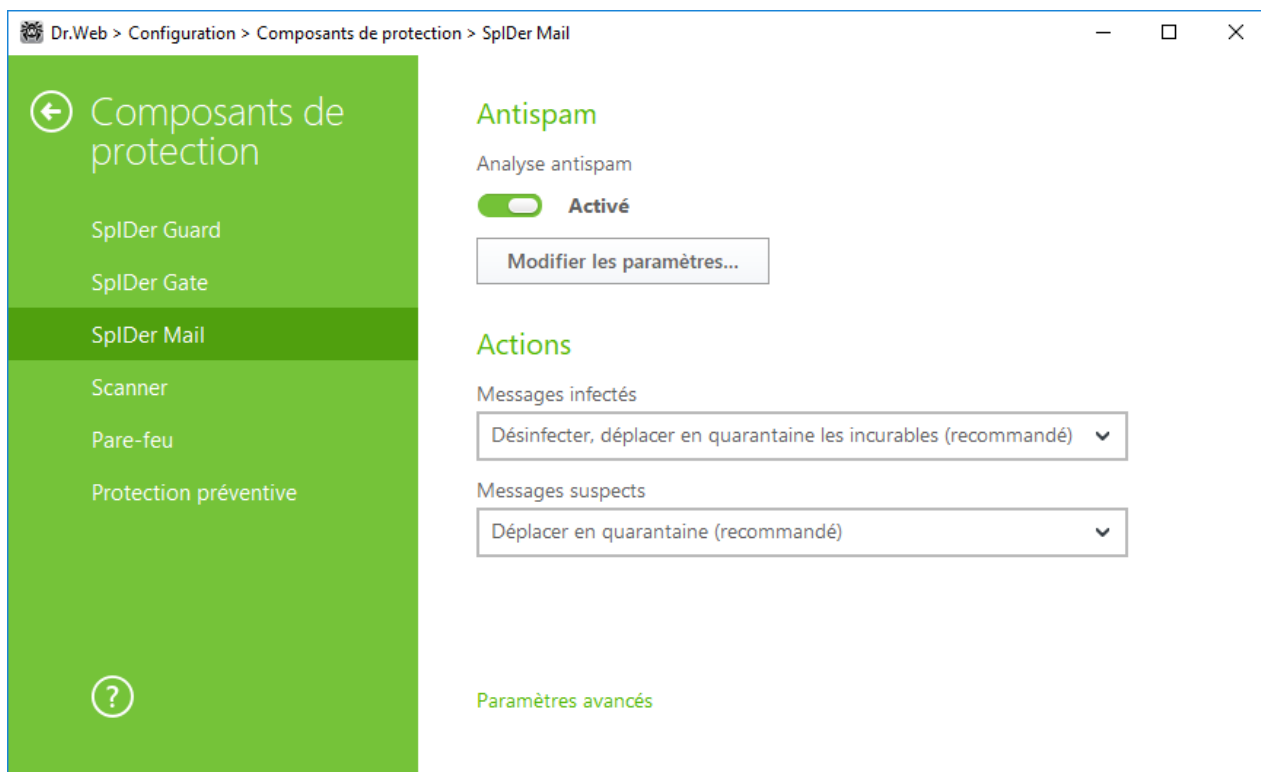 Dr.Web > Configuration > Composants de protection > SpIDer Mail
Composants de
protection
SpIDer Guard
SpIDer Gate
SpIDer Mail
Scanner
Pare-feu
Protection préventive
?
Antispam
Analyse antispam
Activé
Modifier les paramètres...
Actions
Messages infectés
Désinfecter, déplacer en quarantaine les incurables (recommandé)
Messages suspects
Déplacer en quarantaine (recommandé)
Paramètres avancés